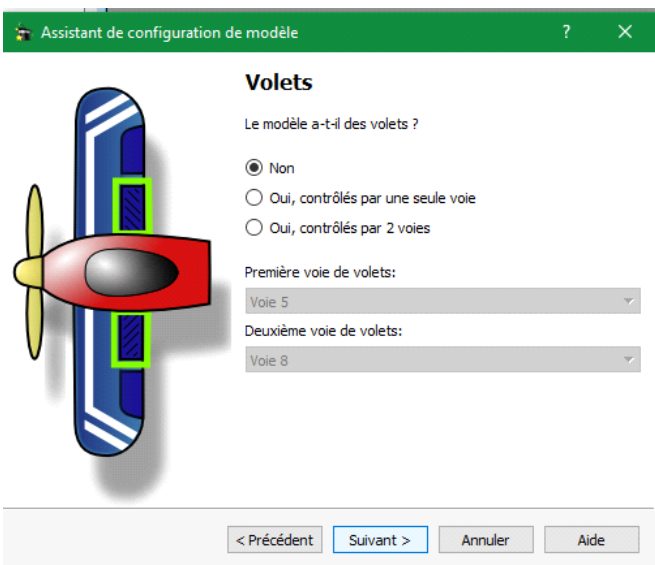 Assistant de configuration de modèle
?
Volets
Le modèle a-t-il des volets ?
Non
Oui, contrôlés par une seule voie
Oui, contrôlés par 2 voies
Première voie de volets:
Voie 5
Deuxième voie de volets:
Voie 8
< Précédent
Suivant >
Annuler
Aide